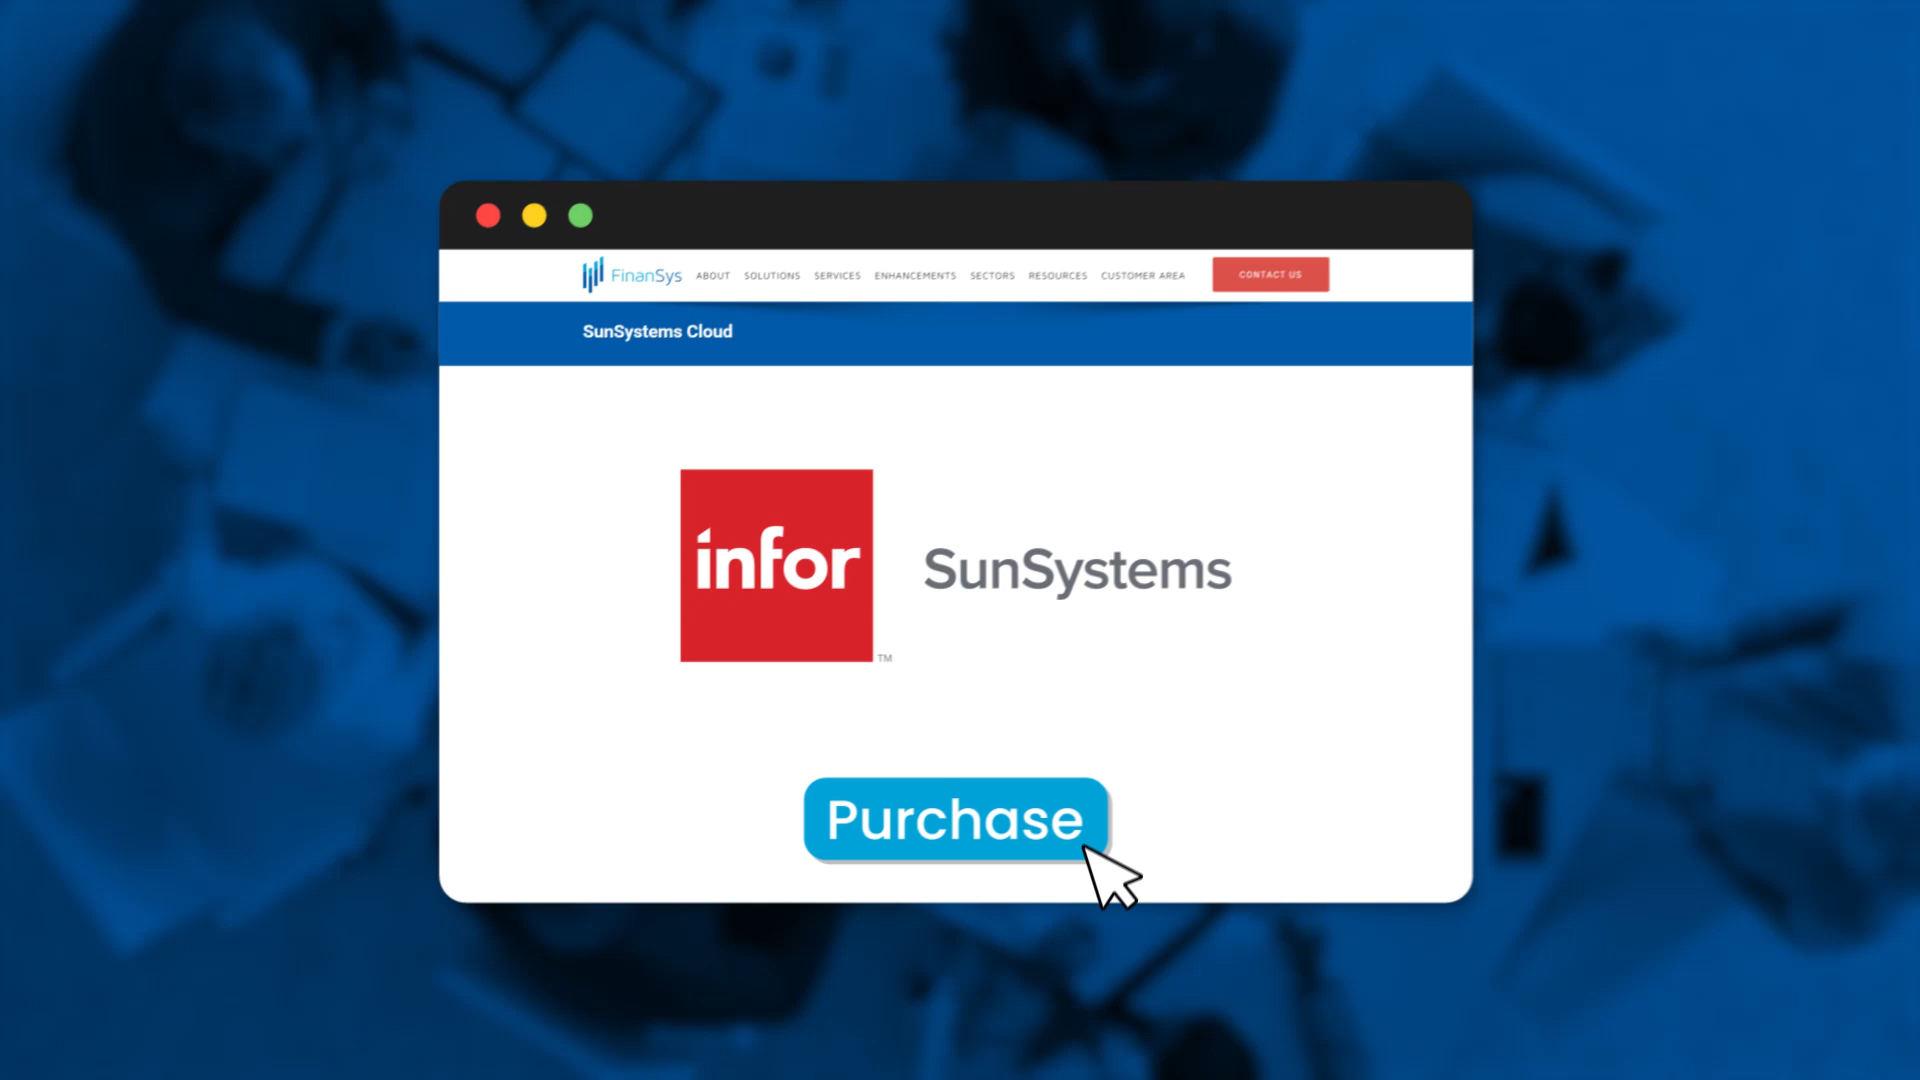 FinanSys ABOUT SOLUTIONS SERVICES ENHANCEMENTS SECTORS RESOURCES CUSTOMER AREA CONTACT US
SunSystems Cloud
infor SunSystems
TM
Purchase